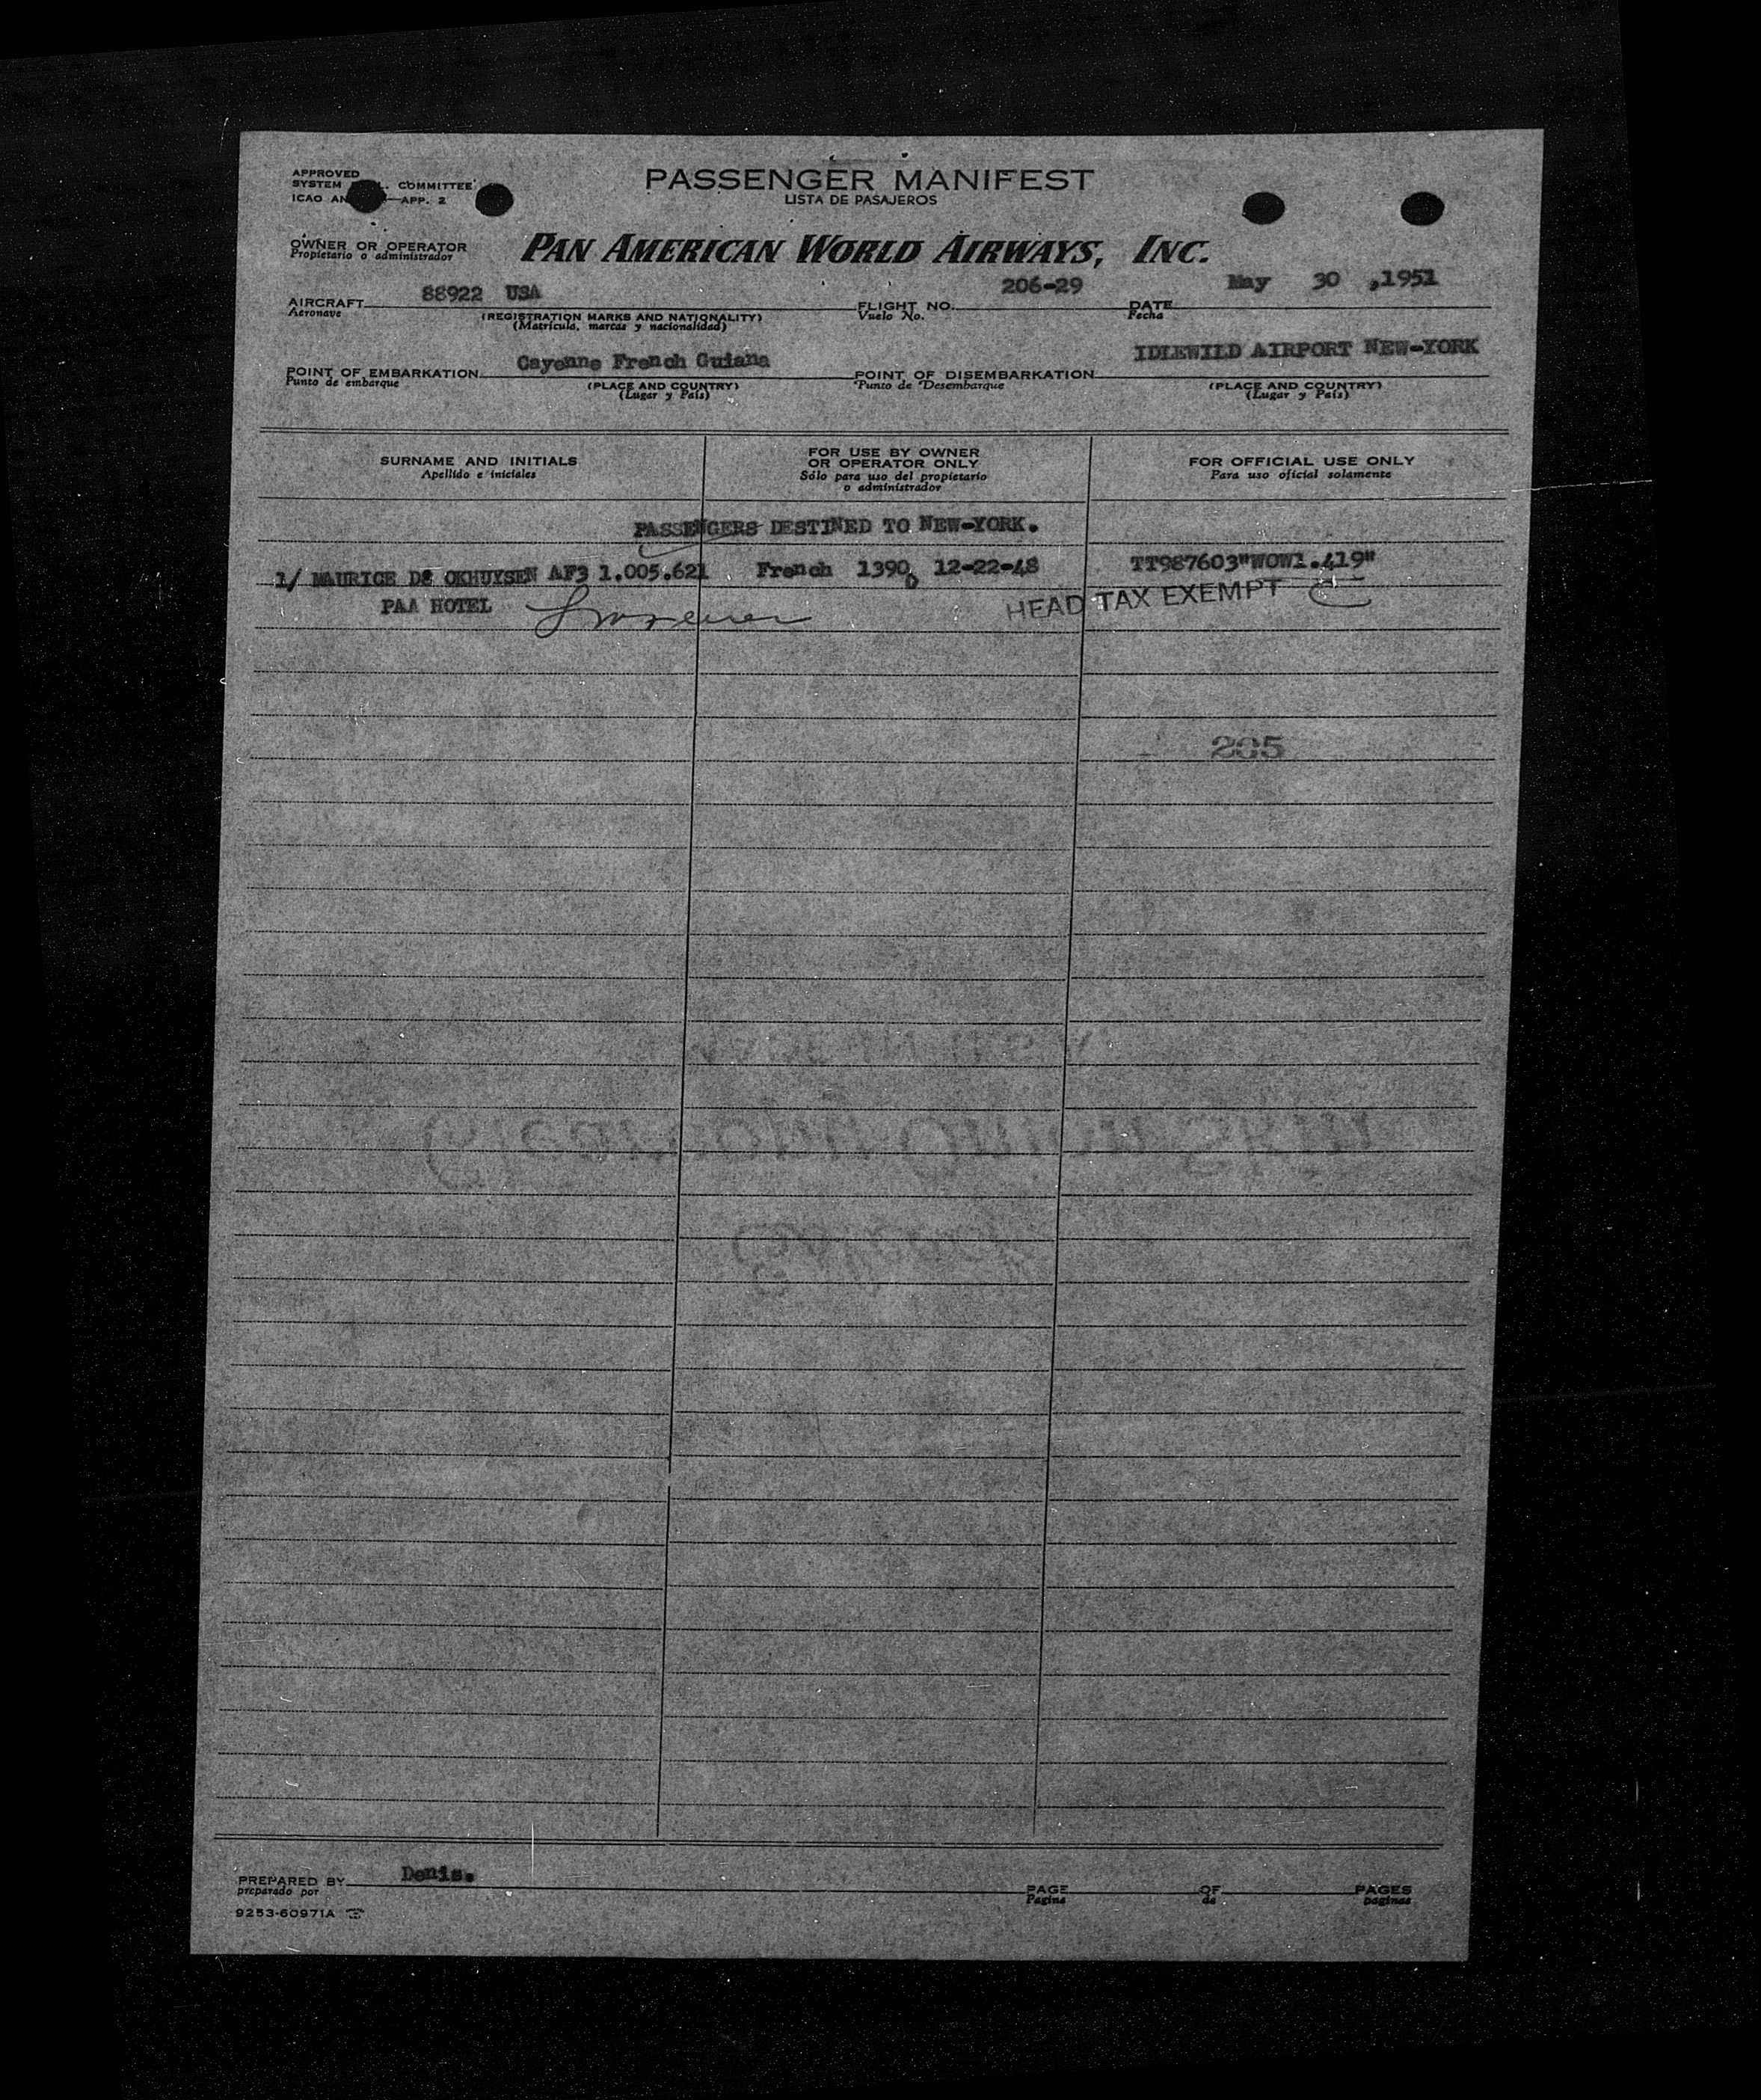 APPROVED
SYSTEM L. COMMITTEE
ICAO AN —APP. 2
PASSENGER MANIFEST
LISTA DE PASAJEROS
OWNER OR OPERATOR
Propietario o administrador
PAN AMERICAN WORLD AIRWAYS, INC.
AIRCRAFT 88922 USA FLIGHT NO. 206-29 DATE May 30 ,1951
Aeronave Vuelo No. Fecha
(REGISTRATION MARKS AND NATIONALITY)
(Matrícula, marcas y nacionalidad)
POINT OF EMBARKATION Cayenne French Guiana POINT OF DISEMBARKATION IDLEWILD AIRPORT NEW-YORK
Punto de embarque (PLACE AND COUNTRY) Punto de Desembarque (PLACE AND COUNTRY)
(Lugar y País) (Lugar y País)
SURNAME AND INITIALS
Apellido e iniciales
FOR USE BY OWNER
OR OPERATOR ONLY
Sólo para uso del propietario
o administrador
FOR OFFICIAL USE ONLY
Para uso oficial solamente
PASSENGERS DESTINED TO NEW-YORK.
1/ MAURICE DE OKHUYSEN AF3 1.005.621 French 1390 12-22-48 TT987603"WOW1.419"
PAA HOTEL HEAD TAX EXEMPT
205
PREPARED BY Denis.
preparado por
PAGE OF PAGES
Pagina de paginas
9253-60971A